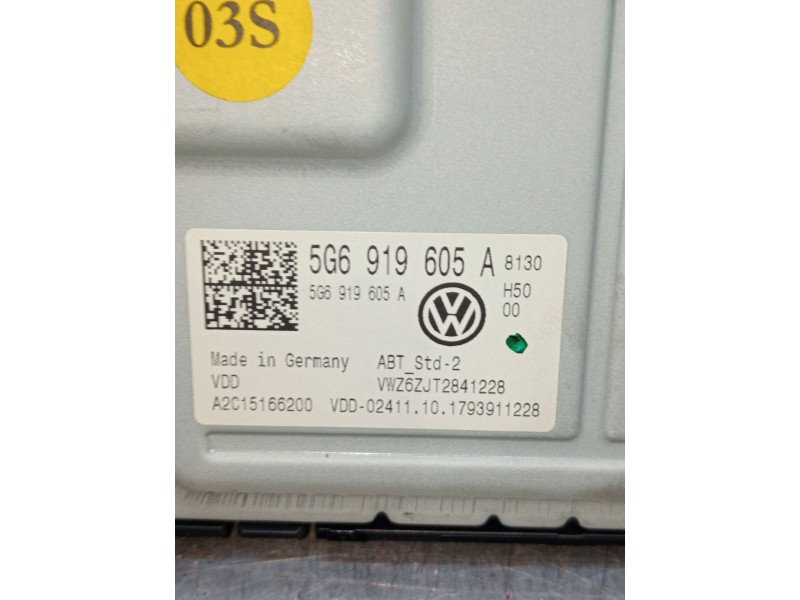 03S
5G6 919 605 A 8130
5G6 919 605 A H50
00
Made in Germany ABT_Std-2
VDD VWZ6ZJT2841228
A2C15166200 VDD-02411.10.1793911228